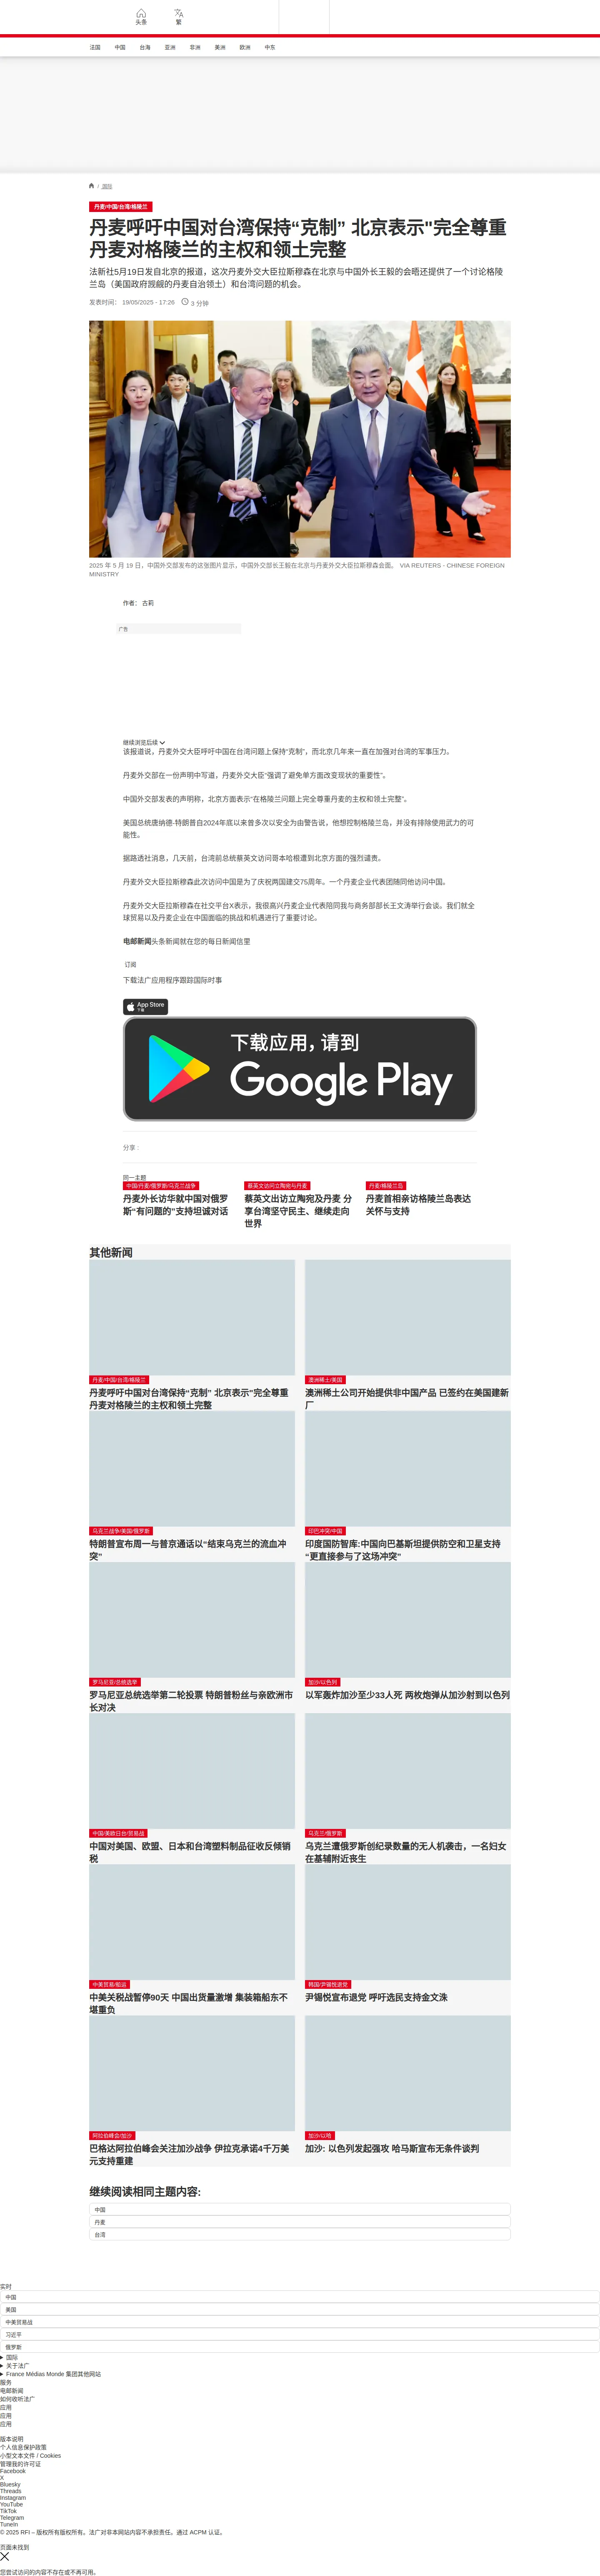 头条
繁
法国
中国
台海
亚洲
非洲
美洲
欧洲
中东
/ 国际
丹麦/中国/台湾/格陵兰
丹麦呼吁中国对台湾保持“克制” 北京表示"完全尊重
丹麦对格陵兰的主权和领土完整
法新社5月19日发自北京的报道，这次丹麦外交大臣拉斯穆森在北京与中国外长王毅的会晤还提供了一个讨论格陵
兰岛（美国政府觊觎的丹麦自治领土）和台湾问题的机会。
发表时间： 19/05/2025 - 17:26
3 分钟
2025 年 5 月 19 日，中国外交部发布的这张图片显示，中国外交部长王毅在北京与丹麦外交大臣拉斯穆森会面。 VIA REUTERS - CHINESE FOREIGN
MINISTRY
作者： 古莉
广告
继续浏览后续
该报道说，丹麦外交大臣呼吁中国在台湾问题上保持“克制”，而北京几年来一直在加强对台湾的军事压力。
丹麦外交部在一份声明中写道，丹麦外交大臣“强调了避免单方面改变现状的重要性”。
中国外交部发表的声明称，北京方面表示“在格陵兰问题上完全尊重丹麦的主权和领土完整”。
美国总统唐纳德-特朗普自2024年底以来曾多次以安全为由警告说，他想控制格陵兰岛，并没有排除使用武力的可
能性。
据路透社消息，几天前，台湾前总统蔡英文访问哥本哈根遭到北京方面的强烈谴责。
丹麦外交大臣拉斯穆森此次访问中国是为了庆祝两国建交75周年。一个丹麦企业代表团随同他访问中国。
丹麦外交大臣拉斯穆森在社交平台X表示，我很高兴丹麦企业代表陪同我与商务部部长王文涛举行会谈。我们就全
球贸易以及丹麦企业在中国面临的挑战和机遇进行了重要讨论。
电邮新闻头条新闻就在您的每日新闻信里
订阅
下载法广应用程序跟踪国际时事
App Store
下载
下载应用，请到
Google Play
分享 :
同一主题
中国/丹麦/俄罗斯/乌克兰战争
丹麦外长访华就中国对俄罗
斯“有问题的”支持坦诚对话
蔡英文访问立陶宛与丹麦
蔡英文出访立陶宛及丹麦 分
享台湾坚守民主、继续走向
世界
丹麦/格陵兰岛
丹麦首相亲访格陵兰岛表达
关怀与支持
其他新闻
丹麦/中国/台湾/格陵兰
丹麦呼吁中国对台湾保持“克制” 北京表示"完全尊重
丹麦对格陵兰的主权和领土完整
澳洲稀土/美国
澳洲稀土公司开始提供非中国产品 已签约在美国建新
厂
乌克兰战争/美国/俄罗斯
特朗普宣布周一与普京通话以“结束乌克兰的流血冲
突”
印巴冲突/中国
印度国防智库:中国向巴基斯坦提供防空和卫星支持
“更直接参与了这场冲突”
罗马尼亚/总统选举
罗马尼亚总统选举第二轮投票 特朗普粉丝与亲欧洲市
长对决
加沙/以色列
以军轰炸加沙至少33人死 两枚炮弹从加沙射到以色列
中国/美欧日台/贸易战
中国对美国、欧盟、日本和台湾塑料制品征收反倾销
税
乌克兰/俄罗斯
乌克兰遭俄罗斯创纪录数量的无人机袭击，一名妇女
在基辅附近丧生
中美贸易/船运
中美关税战暂停90天 中国出货量激增 集装箱船东不
堪重负
韩国/尹锡悦退党
尹锡悦宣布退党 呼吁选民支持金文洙
阿拉伯峰会/加沙
巴格达阿拉伯峰会关注加沙战争 伊拉克承诺4千万美
元支持重建
加沙/以哈
加沙: 以色列发起强攻 哈马斯宣布无条件谈判
继续阅读相同主题内容:
中国
丹麦
台湾
实时
中国
美国
中美贸易战
习近平
俄罗斯
国际
关于法广
France Médias Monde 集团其他网站
服务
电邮新闻
如何收听法广
应用
应用
应用
版本说明
个人信息保护政策
小型文本文件 / Cookies
管理我的许可证
Facebook
X
Bluesky
Threads
Instagram
YouTube
TikTok
Telegram
TuneIn
© 2025 RFI – 版权所有版权所有。法广对非本网站内容不承担责任。通过 ACPM 认证。
页面未找到
您尝试访问的内容不存在或不再可用。